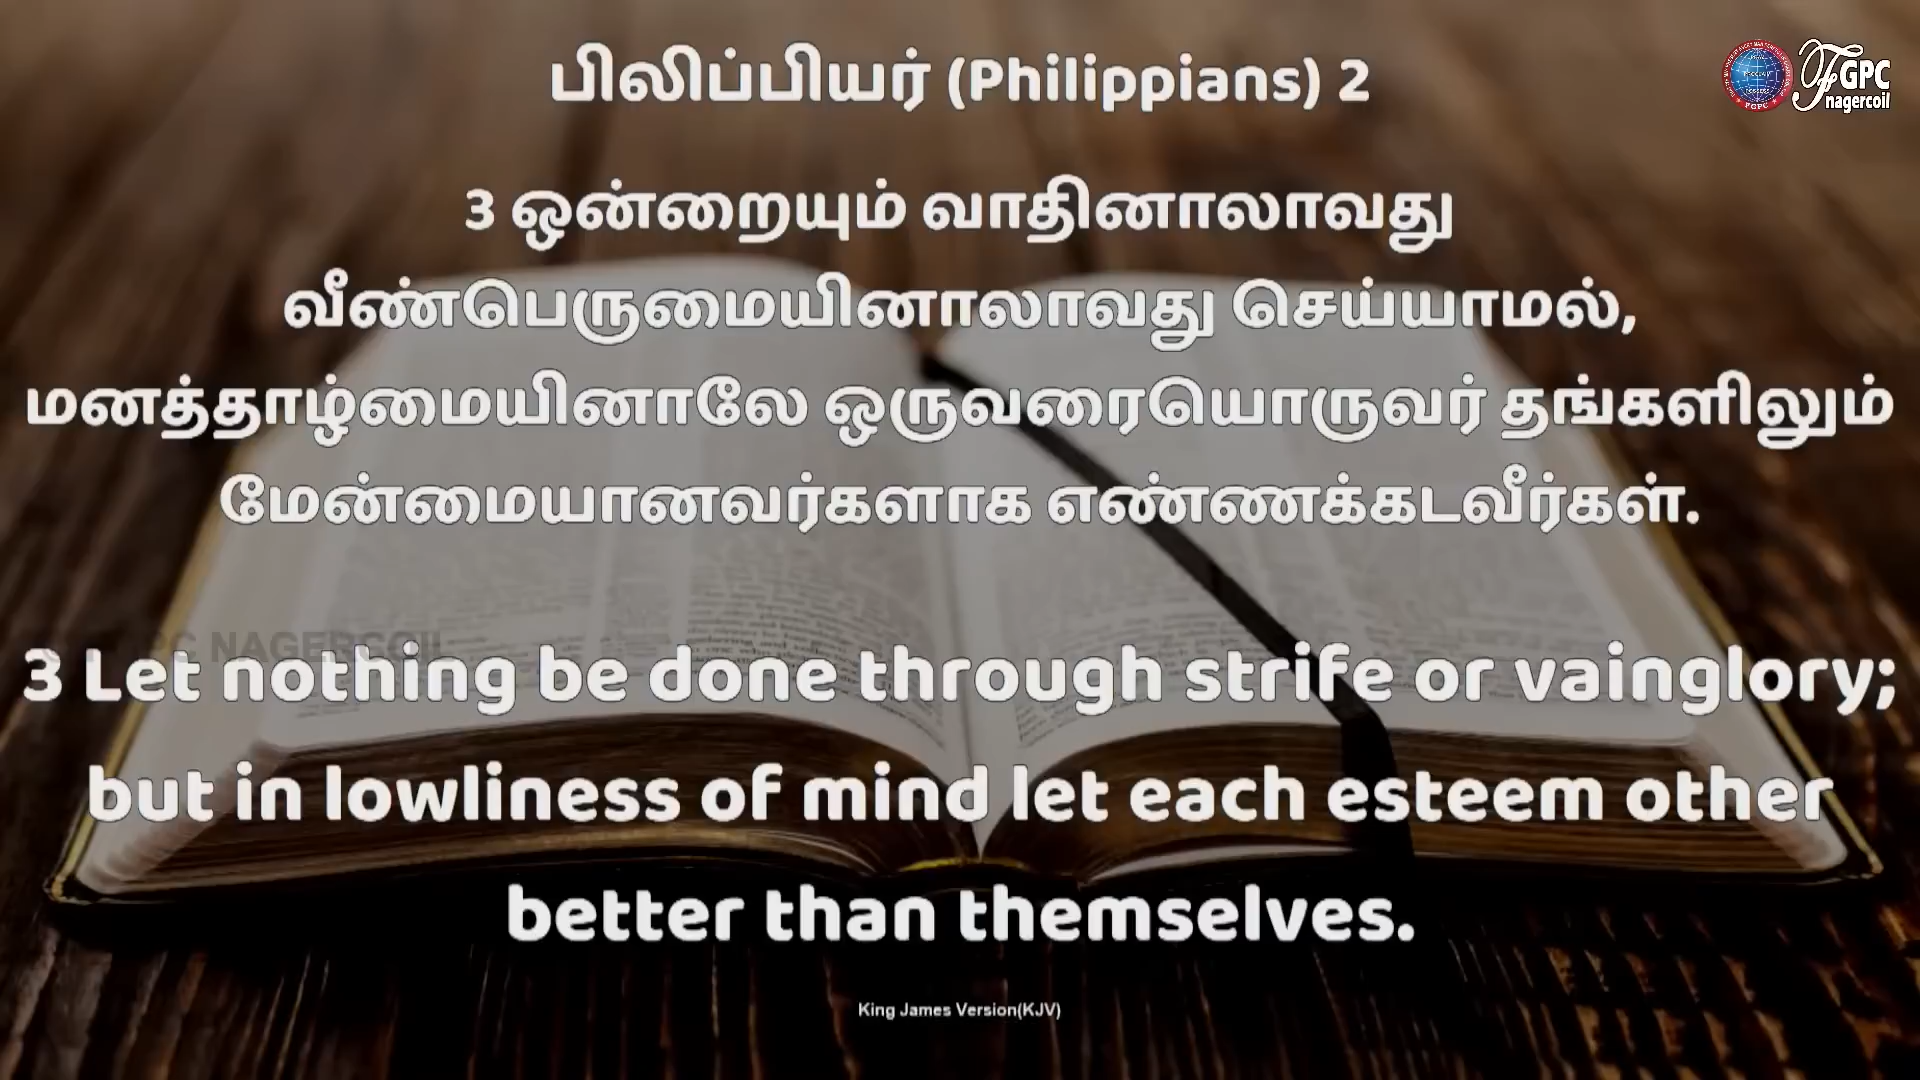 பிலிப்பியர் (Philippians) 2
FGPC
nagercoil
3 ஒன்றையும் வாதினாலாவது
வீண்பெருமையினாலாவது செய்யாமல்,
மனத்தாழ்மையினாலே ஒருவரையொருவர் தங்களிலும்
மேன்மையானவர்களாக எண்ணக்கடவீர்கள்.
NAGERCOIL
3 Let nothing be done through strife or vainglory;
but in lowliness of mind let each esteem other
better than themselves.
King James Version(KJV)